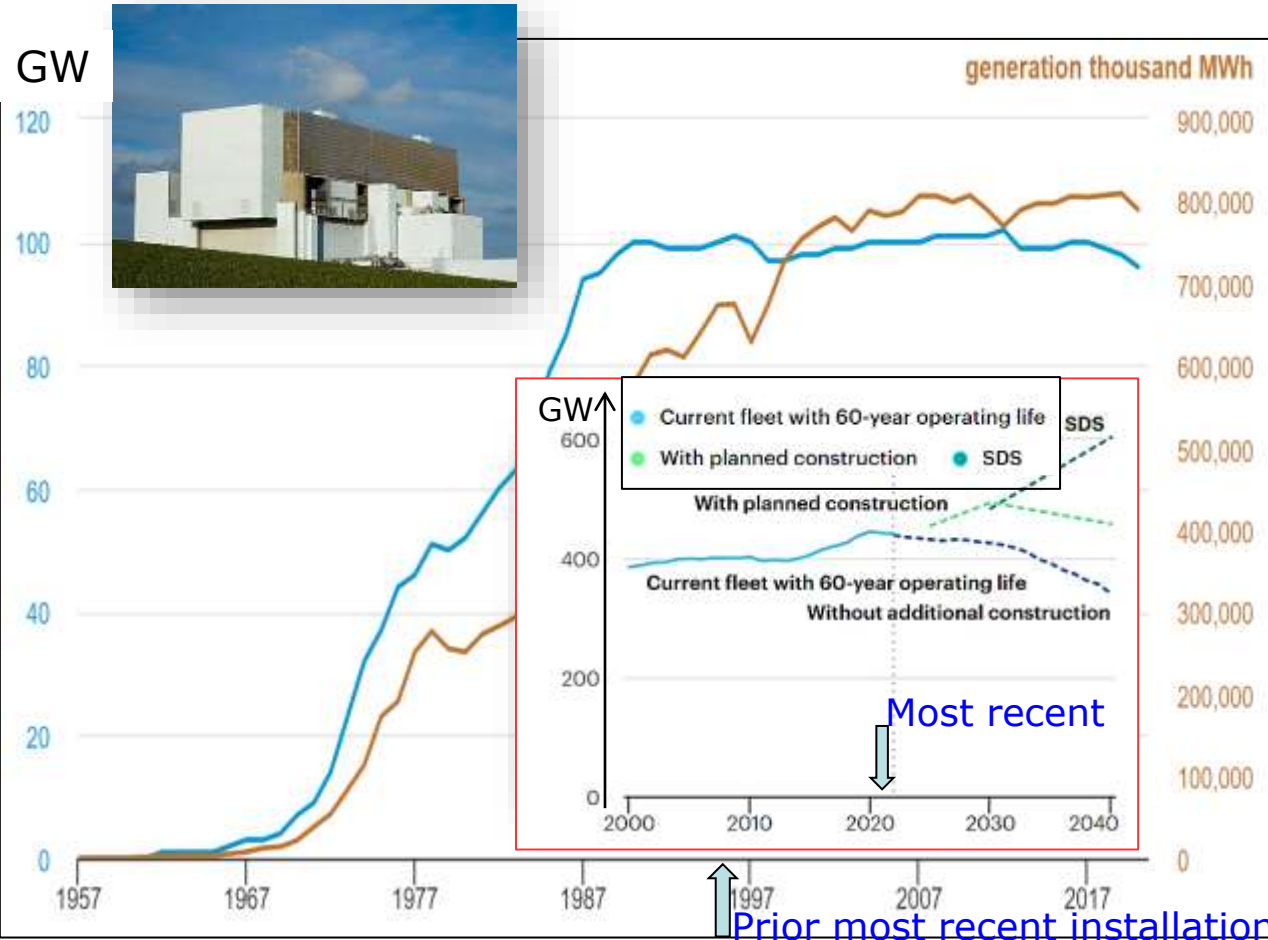 GW
generation thousand MWh
120
900,000
800,000
100
700,000
80
600,000
GW
Current fleet with 60-year operating life
SDS
600
With planned construction
SDS
500,000
60
With planned construction
400,000
400
Current fleet with 60-year operating life
Without additional construction
40
300,000
200
200,000
Most recent
20
100,000
0
2000
2010
2020
2030
2040
0
0
1957
1967
1977
1987
1997
2007
2017
Prior most recent installation